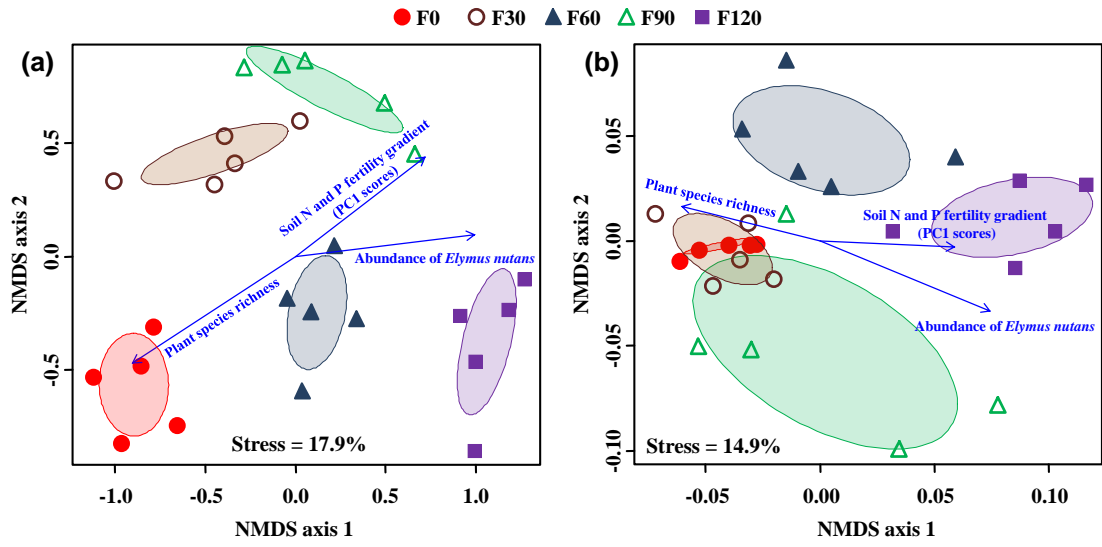 F0 F30 F60 F90 F120
(a)
0.5
0.0
-0.5
NMDS axis 2
Soil N and P fertility gradient
(PC1 scores)
Abundance of Elymus nutans
Plant species richness
Stress = 17.9%
-1.0 -0.5 0.0 0.5 1.0
NMDS axis 1
(b)
0.05
0.00
-0.05
-0.10
NMDS axis 2
Plant species richness
Soil N and P fertility gradient
(PC1 scores)
Abundance of Elymus nutans
Stress = 14.9%
-0.05 0.00 0.05 0.10
NMDS axis 1